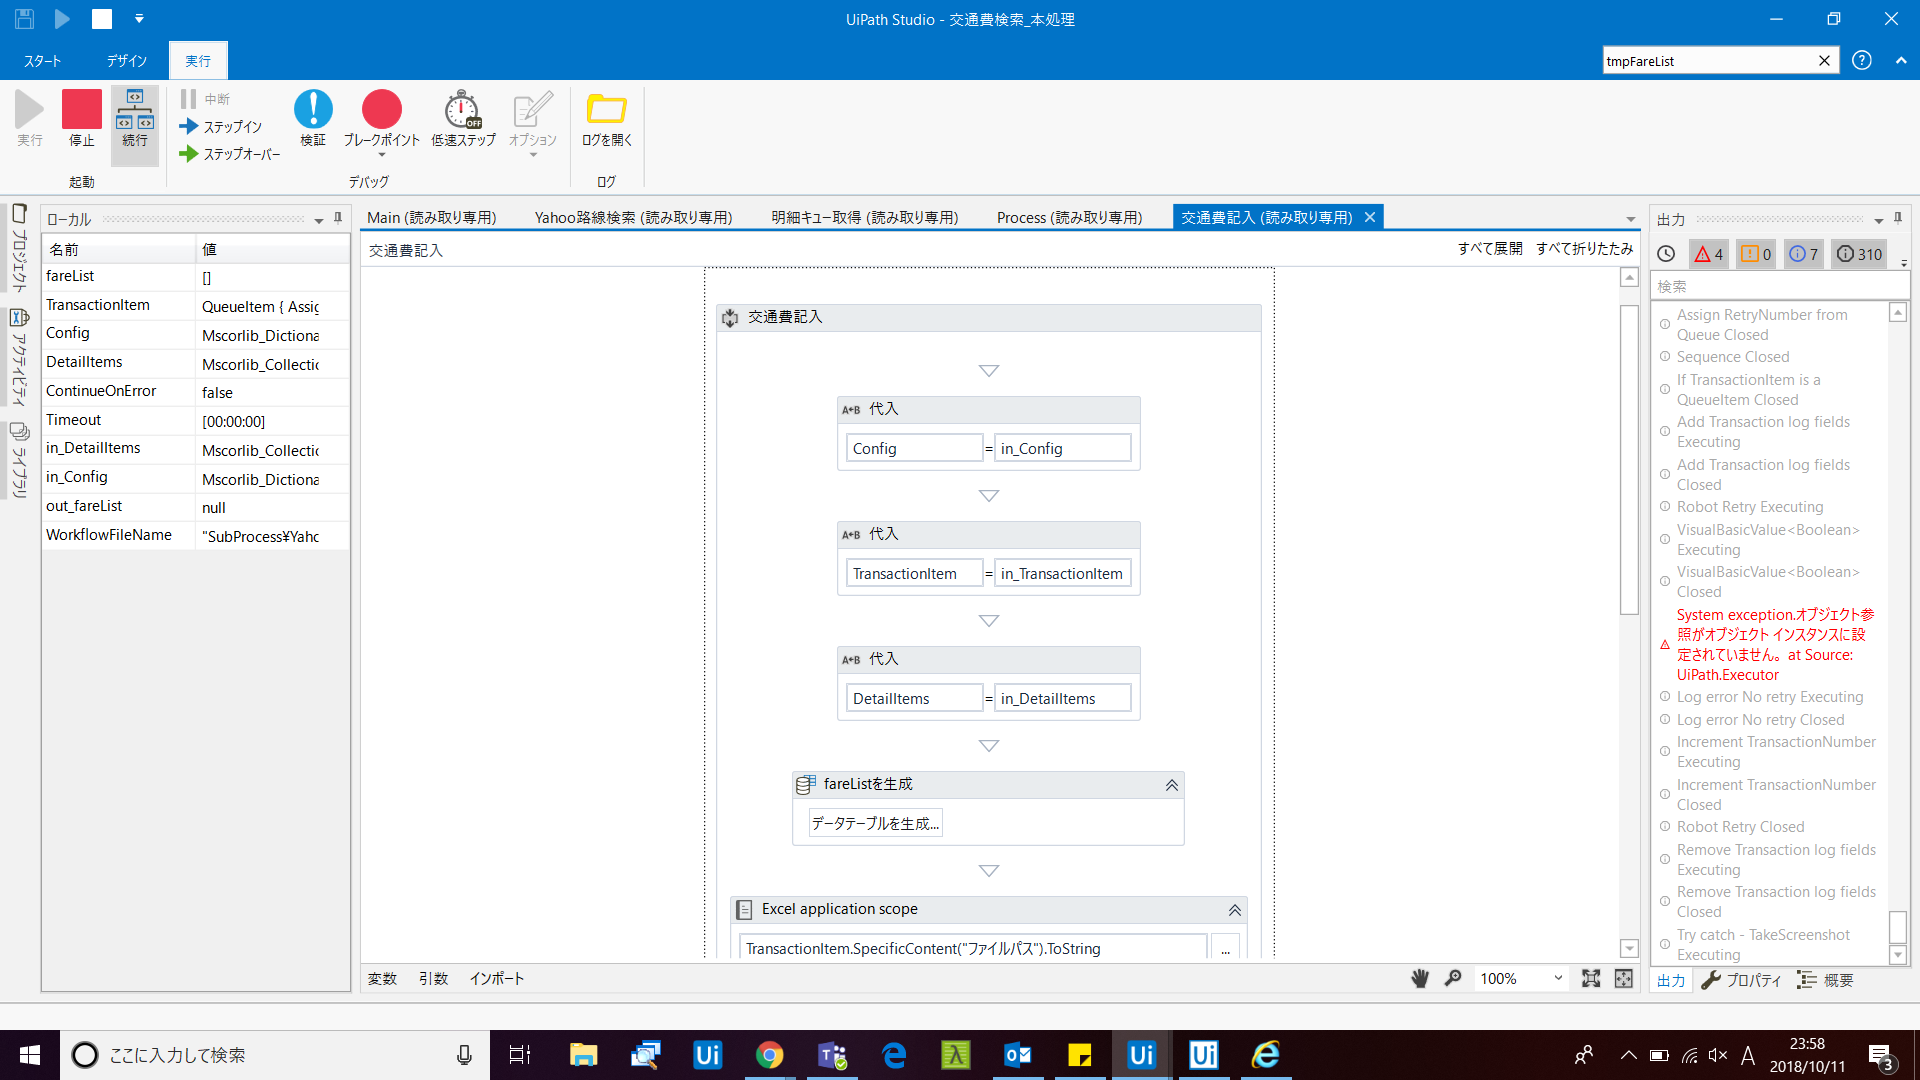 UiPath Studio - 交通費検索_本処理
スタート
デザイン
実行
tmpFareList
実行
停止
続行
中断
ステップイン
ステップオーバー
検証
ブレークポイント
低速ステップ
OFF
オプション
ログを開く
起動
デバッグ
ログ
プロジェクト
アクティビティ
ライブラリ
ローカル
名前 値
fareList []
TransactionItem QueueItem { Assig
Config Mscorlib_Dictiona
DetailItems Mscorlib_Collectic
ContinueOnError false
Timeout [00:00:00]
in_DetailItems Mscorlib_Collectic
in_Config Mscorlib_Dictiona
out_fareList null
WorkflowFileName "SubProcess¥Yahc
Main (読み取り専用)
Yahoo路線検索 (読み取り専用)
明細キュー取得 (読み取り専用)
Process (読み取り専用)
交通費記入 (読み取り専用)
交通費記入
すべて展開 すべて折りたたみ
交通費記入
A←B 代入
Config = in_Config
A←B 代入
TransactionItem = in_TransactionItem
A←B 代入
DetailItems = in_DetailItems
fareListを生成
データテーブルを生成...
Excel application scope
TransactionItem.SpecificContent("ファイルパス").ToString ...
変数 引数 インポート
100%
出力
4 0 7 310
検索
Assign RetryNumber from
Queue Closed
Sequence Closed
If TransactionItem is a
QueueItem Closed
Add Transaction log fields
Executing
Add Transaction log fields
Closed
Robot Retry Executing
VisualBasicValue<Boolean>
Executing
VisualBasicValue<Boolean>
Closed
System exception.オブジェクト参
照がオブジェクト インスタンスに設
定されていません。 at Source:
UiPath.Executor
Log error No retry Executing
Log error No retry Closed
Increment TransactionNumber
Executing
Increment TransactionNumber
Closed
Robot Retry Closed
Remove Transaction log fields
Executing
Remove Transaction log fields
Closed
Try catch - TakeScreenshot
Executing
出力 プロパティ 概要
ここに入力して検索
Ui
Ui
Ui
A
23:58
2018/10/11
3